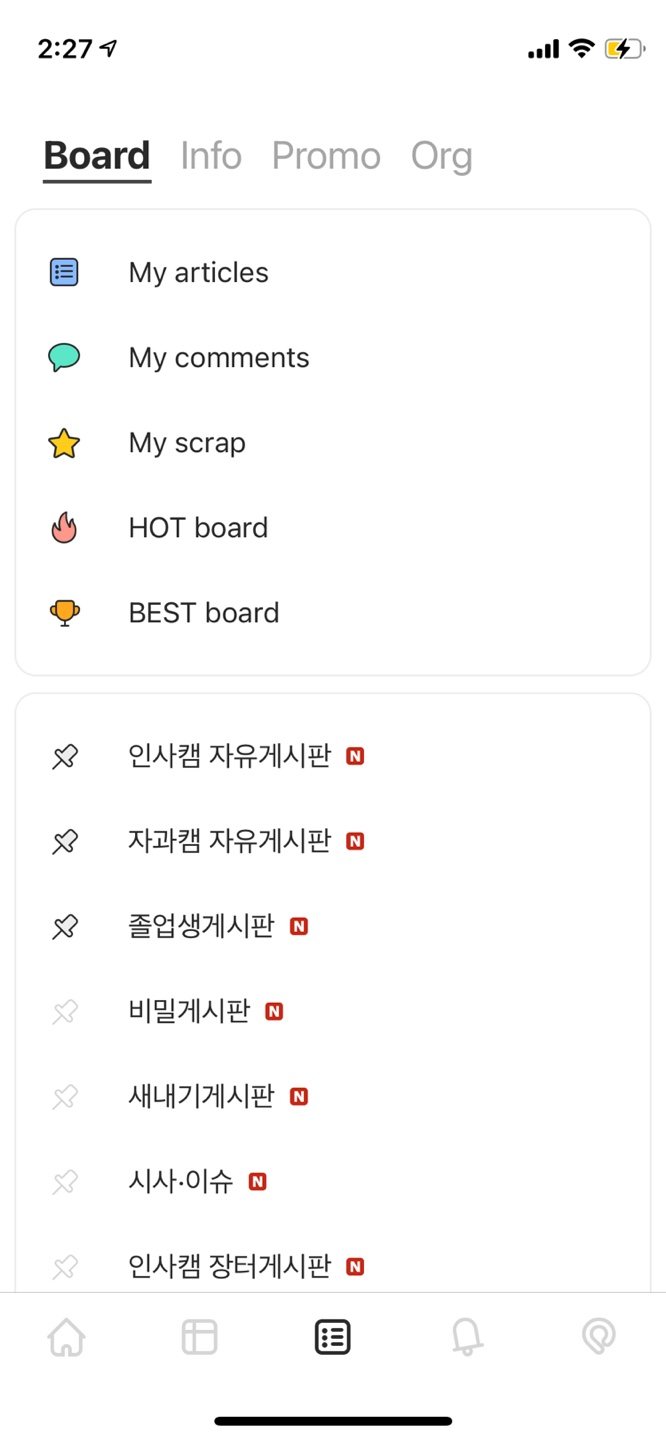 2:27
Board Info Promo Org
My articles
My comments
My scrap
HOT board
BEST board
인사캠 자유게시판 N
자과캠 자유게시판 N
졸업생게시판 N
비밀게시판 N
새내기게시판 N
시사·이슈 N
인사캠 장터게시판 N